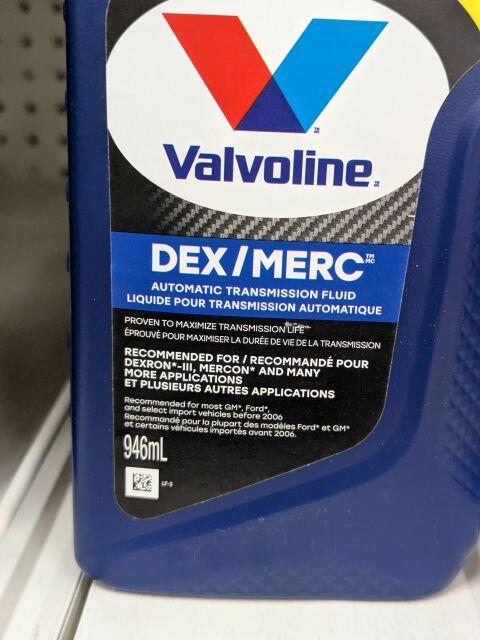 Valvoline
DEX/MERC™ MC
AUTOMATIC TRANSMISSION FLUID
LIQUIDE POUR TRANSMISSION AUTOMATIQUE
PROVEN TO MAXIMIZE TRANSMISSION LIFE
ÉPROUVÉ POUR MAXIMISER LA DURÉE DE VIE DE LA TRANSMISSION
RECOMMENDED FOR / RECOMMANDÉ POUR
DEXRON*-III, MERCON* AND MANY
MORE APPLICATIONS
ET PLUSIEURS AUTRES APPLICATIONS
Recommended for most GM*, Ford*,
and select import vehicles before 2006
Recommandé pour la plupart des modèles Ford* et GM*
et certains véhicules importés avant 2006.
946mL